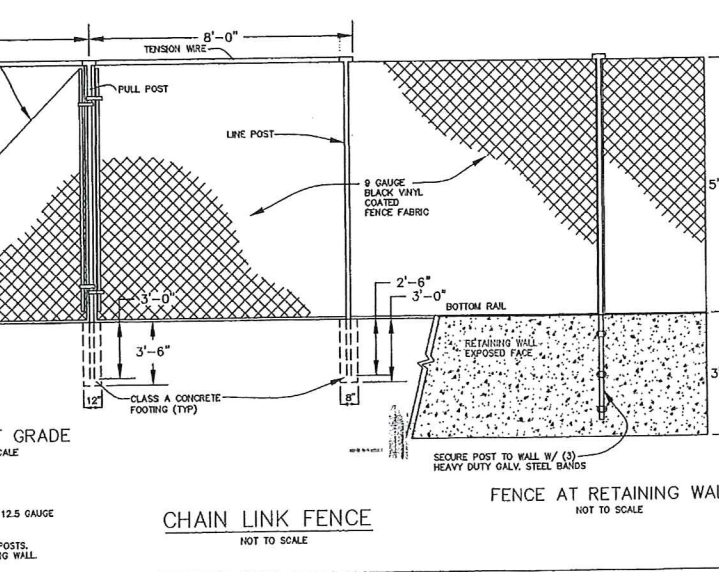 8'-0"
TENSION WIRE
PULL POST
LINE POST
9 GAUGE
BLACK VINYL
COATED
FENCE FABRIC
5'
3'-0"
3'-6"
2'-6"
3'-0"
BOTTOM RAIL
RETAINING WALL
EXPOSED FACE
3
12"
8"
CLASS A CONCRETE
FOOTING (TYP)
GRADE
SECURE POST TO WALL W/ (3)
HEAVY DUTY GALV. STEEL BANDS
FENCE AT RETAINING WAL
NOT TO SCALE
12.5 GAUGE
CHAIN LINK FENCE
NOT TO SCALE
POSTS.
WALL.